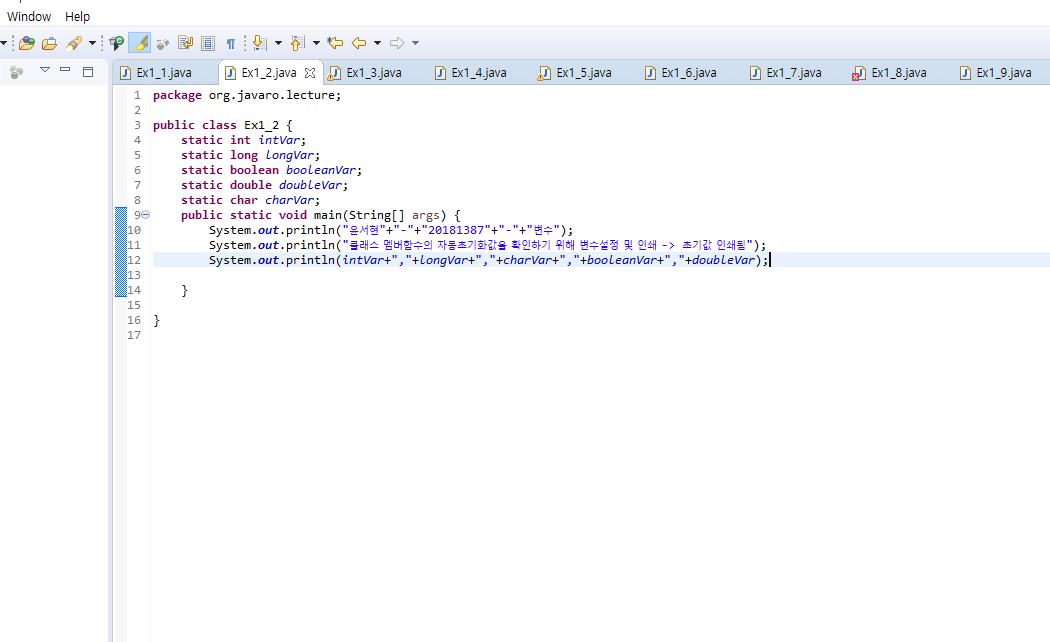 Window Help
Ex1_1.java Ex1_2.java Ex1_3.java Ex1_4.java Ex1_5.java Ex1_6.java Ex1_7.java Ex1_8.java Ex1_9.java
1 package org.javaro.lecture;
2
3 public class Ex1_2 {
4 static int intVar;
5 static long longVar;
6 static boolean booleanVar;
7 static double doubleVar;
8 static char charVar;
9 public static void main(String[] args) {
10 System.out.println("윤서현"+"-"+"20181387"+"-"+"변수");
11 System.out.println("클래스 멤버함수의 자동초기화값을 확인하기 위해 변수설정 및 인쇄 -> 초기값 인쇄됨");
12 System.out.println(intVar+","+longVar+","+charVar+","+booleanVar+","+doubleVar);
13
14 }
15
16 }
17